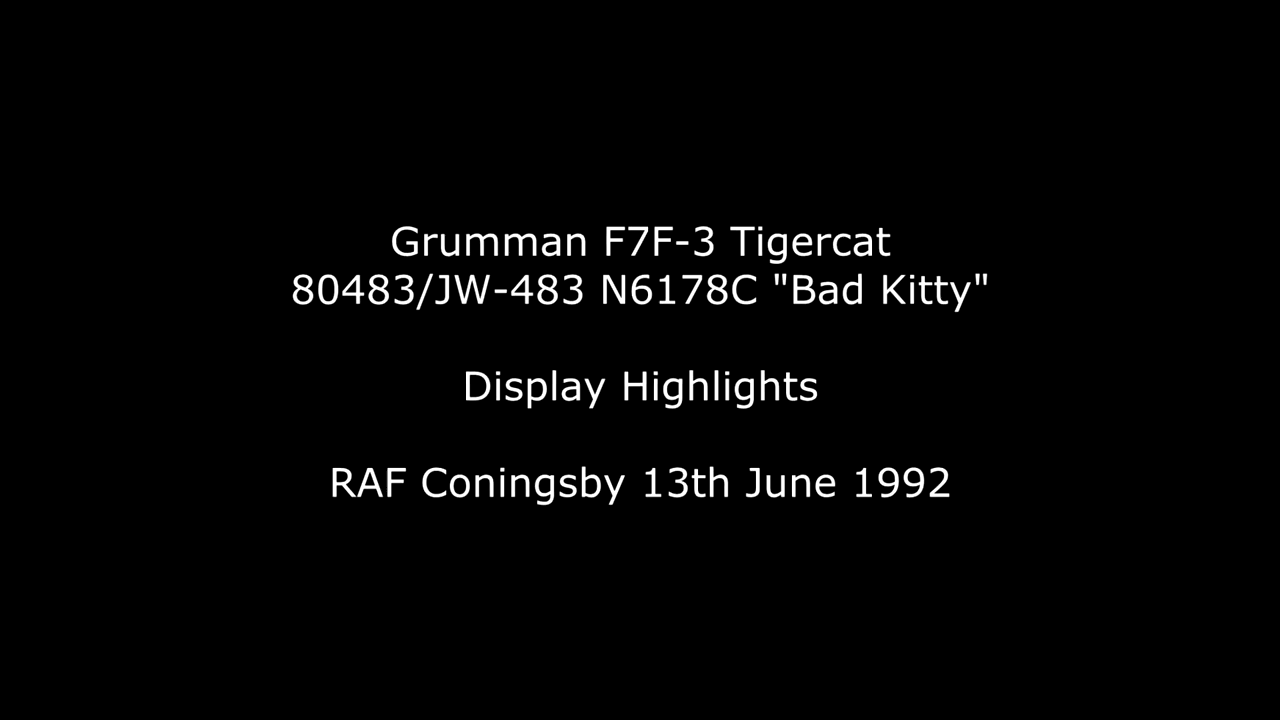 Grumman F7F-3 Tigercat
80483/JW-483 N6178C "Bad Kitty"
Display Highlights
RAF Coningsby 13th June 1992